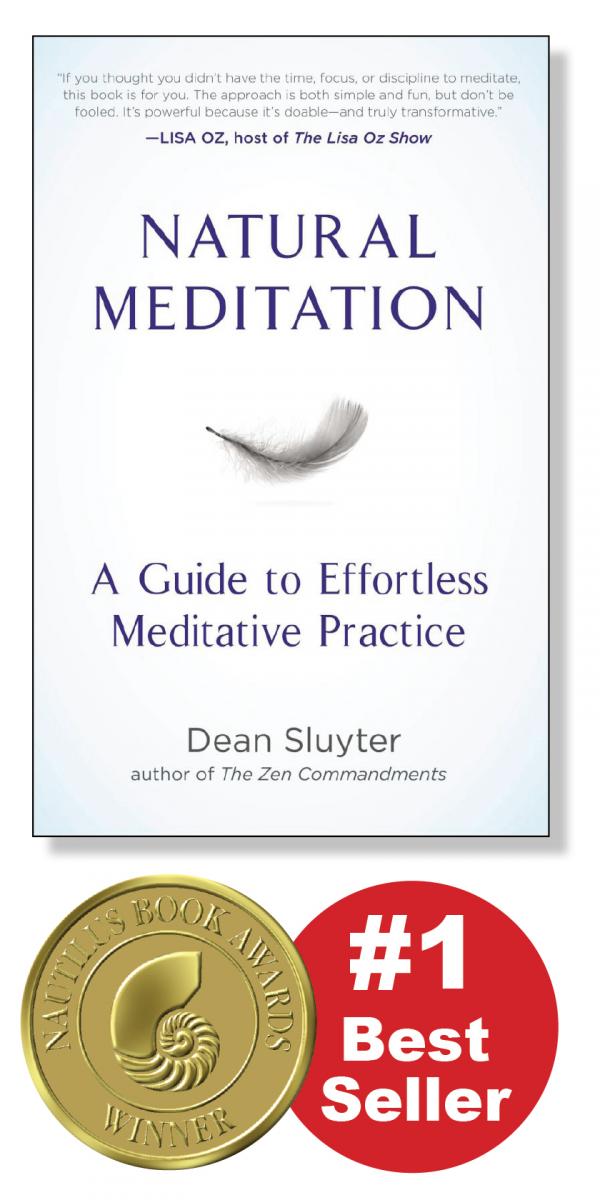 “If you thought you didn’t have the time, focus, or discipline to meditate,
this book is for you. The approach is both simple and fun, but don’t be
fooled. It’s powerful because it’s doable—and truly transformative.”
—LISA OZ, host of The Lisa Oz Show
NATURAL
MEDITATION
A Guide to Effortless
Meditative Practice
Dean Sluyter
author of The Zen Commandments
NAUTILUS BOOK AWARDS
WINNER
#1
Best
Seller